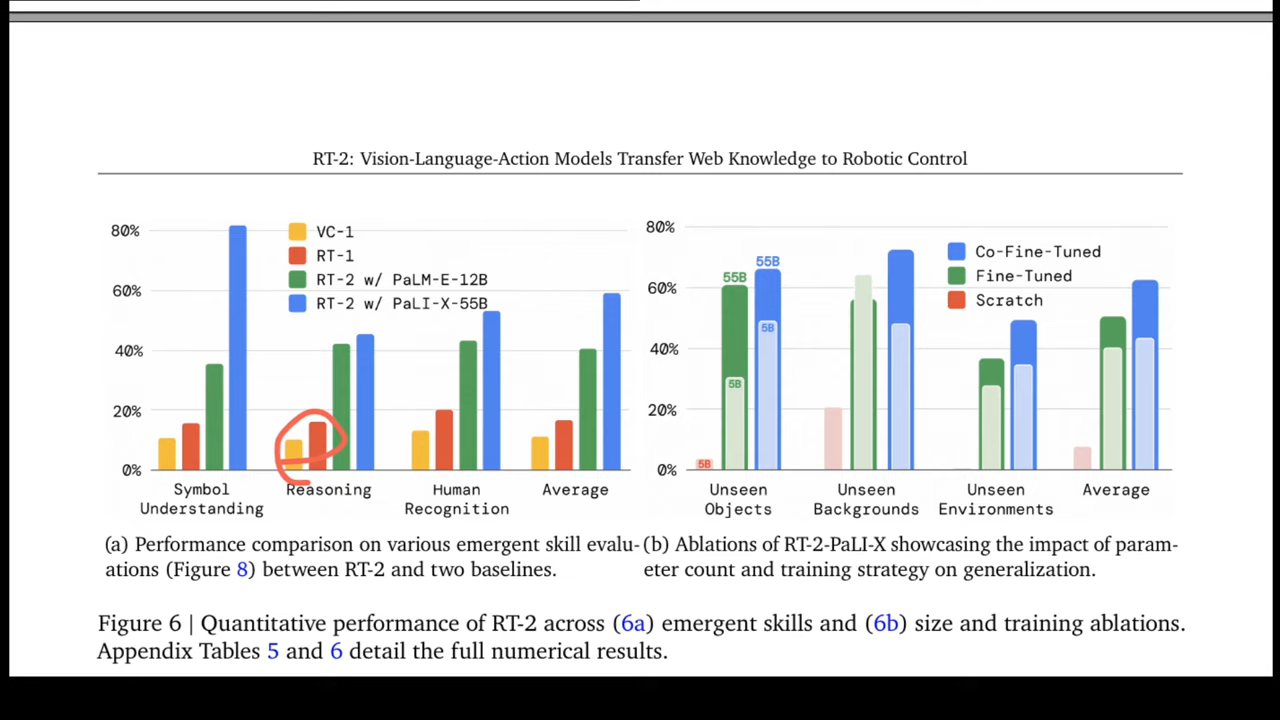 RT-2: Vision-Language-Action Models Transfer Web Knowledge to Robotic Control
80%
60%
40%
20%
0%
VC-1
RT-1
RT-2 w/ PaLM-E-12B
RT-2 w/ PaLI-X-55B
Symbol
Understanding
Reasoning
Human
Recognition
Average
(a) Performance comparison on various emergent skill evalu-
ations (Figure 8) between RT-2 and two baselines.
80%
60%
40%
20%
0%
55B
55B
5B
5B
5B
Co-Fine-Tuned
Fine-Tuned
Scratch
Unseen
Objects
Unseen
Backgrounds
Unseen
Environments
Average
(b) Ablations of RT-2-PaLI-X showcasing the impact of param-
eter count and training strategy on generalization.
Figure 6 | Quantitative performance of RT-2 across (6a) emergent skills and (6b) size and training ablations.
Appendix Tables 5 and 6 detail the full numerical results.